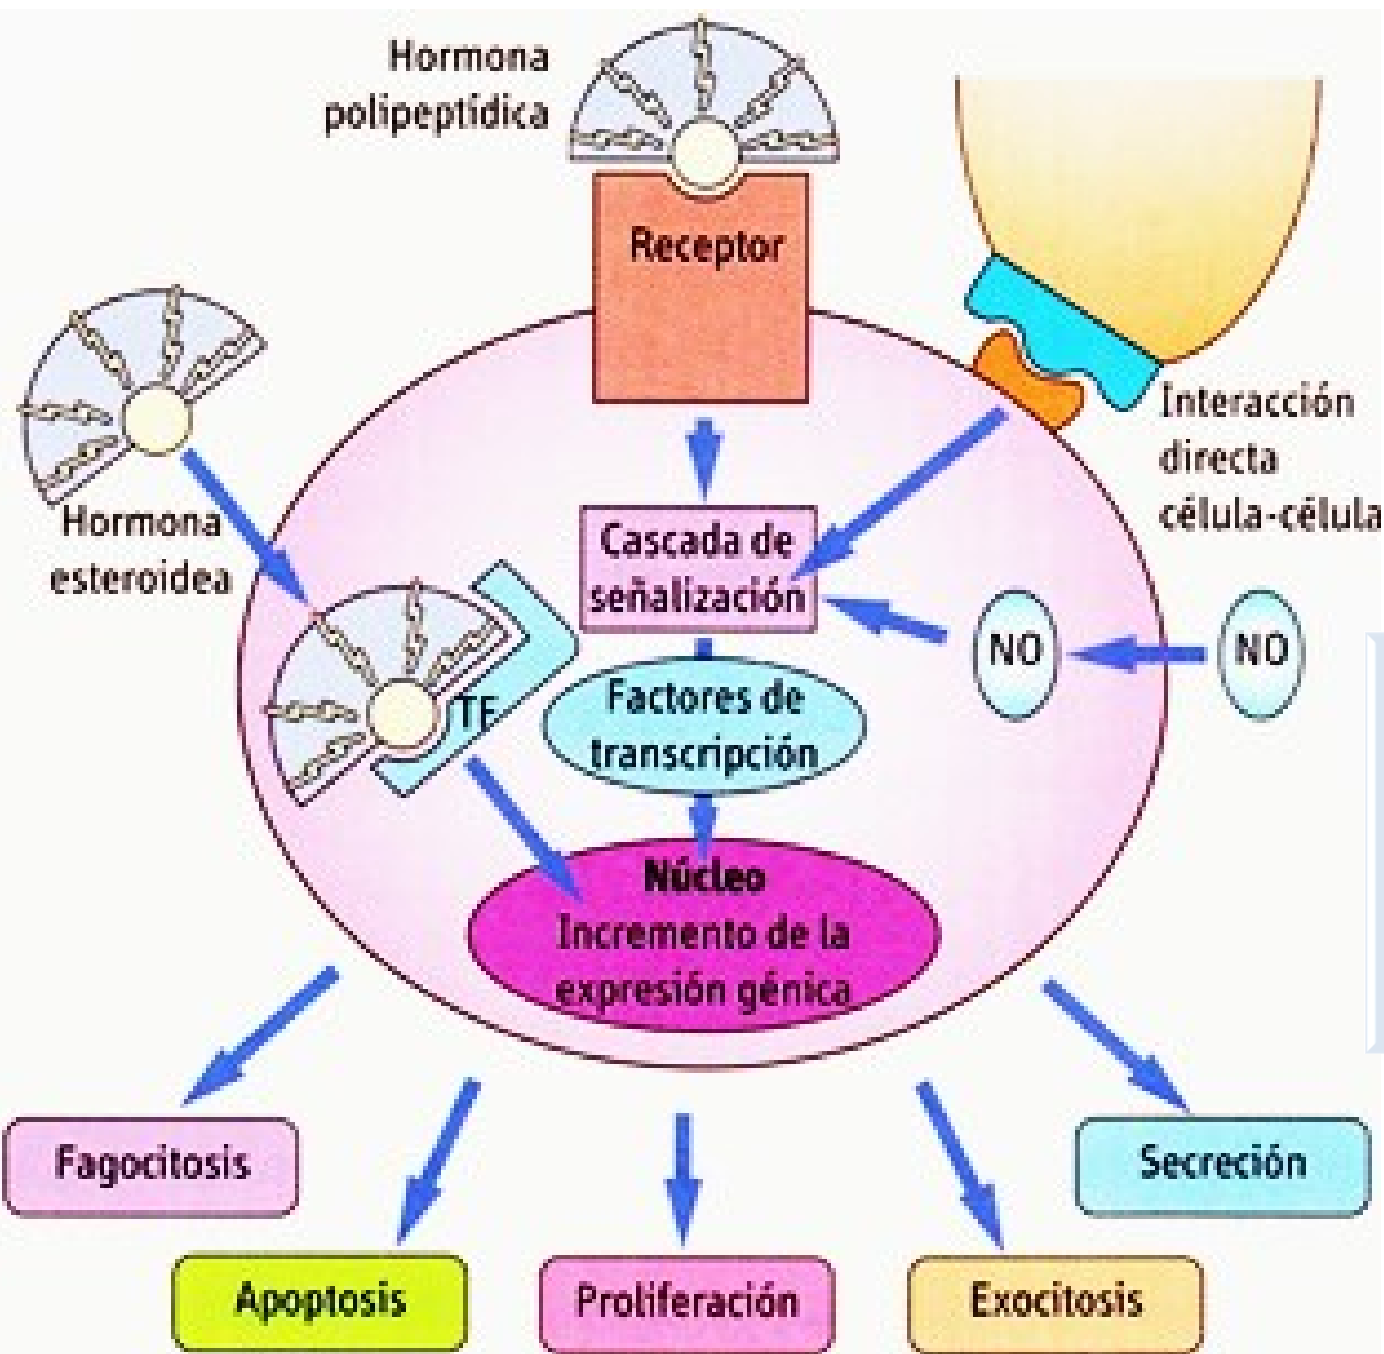 Hormona
polipeptídica
Receptor
Interacción
directa
célula-célula
Hormona
esteroidea
Cascada de
señalización
NO
NO
TF
Factores de
transcripción
Núcleo
Incremento de la
expresión génica
Fagocitosis
Secreción
Apoptosis
Proliferación
Exocitosis